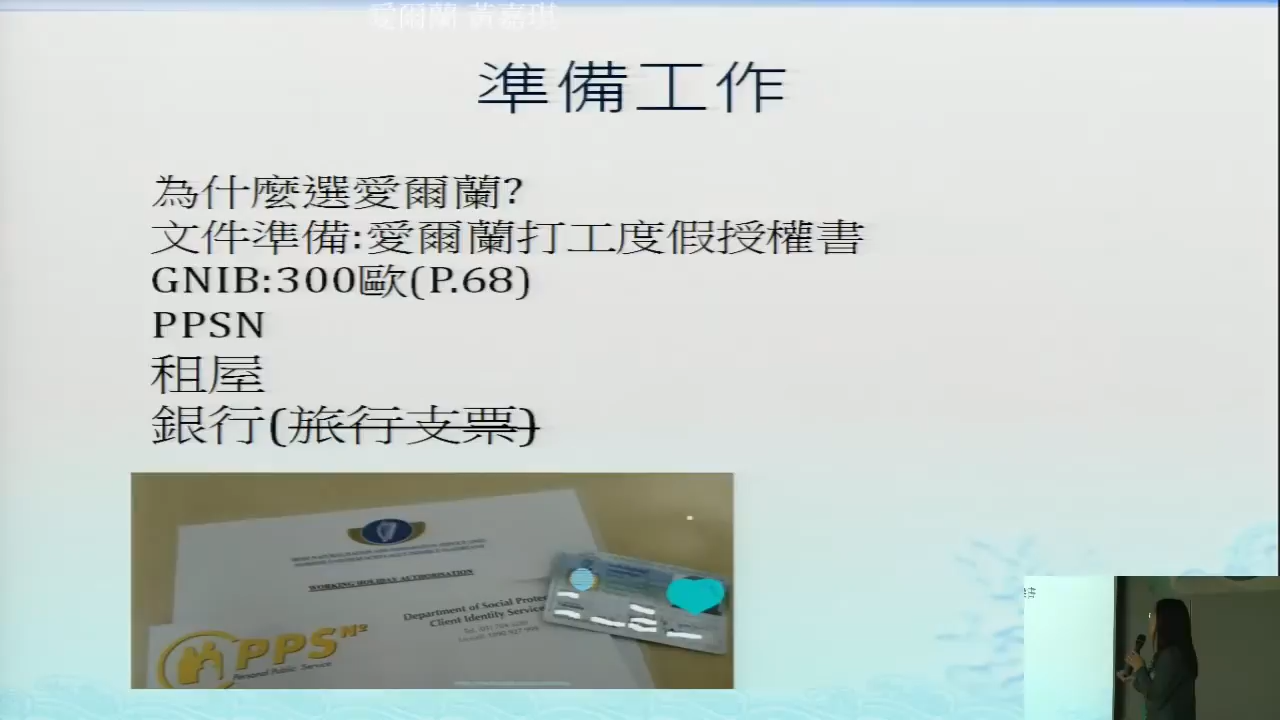 愛爾蘭 黃嘉琪
準備工作
為什麼選愛爾蘭?
文件準備:愛爾蘭打工度假授權書
GNIB:300歐(P.68)
PPSN
租屋
銀行(旅行支票)
WORKING HOLIDAY AUTHORISATION
Department of Social Protec
Client Identity Service
PPS Nº
Personal Public Service